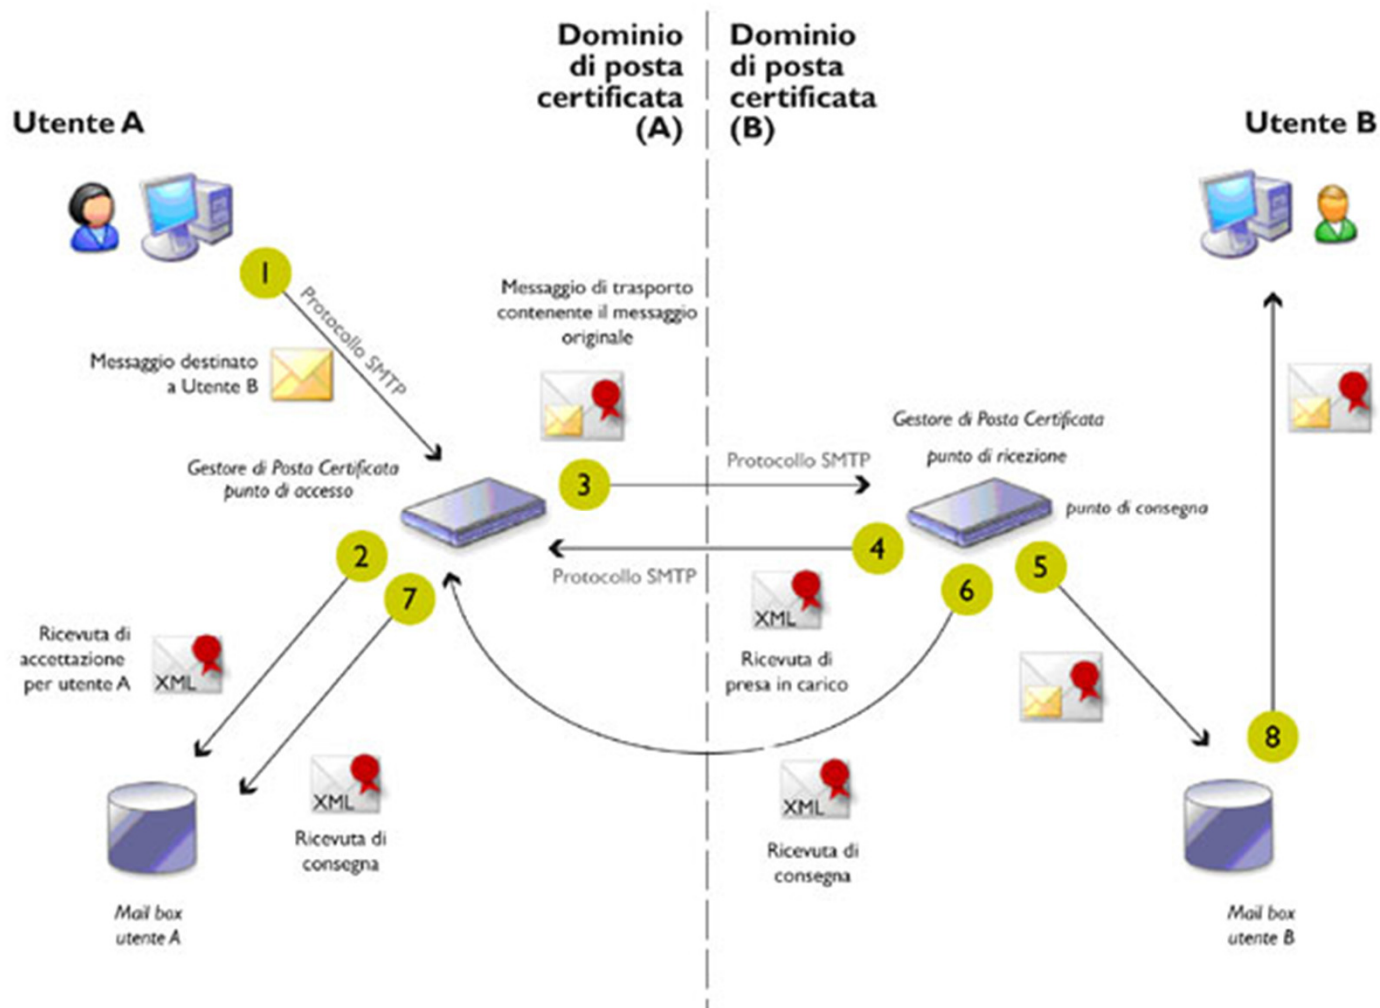 Dominio
di posta
certificata
(A)
Dominio
di posta
certificata
(B)
Utente A
Utente B
1
Protocollo SMTP
Messaggio destinato
a Utente B
Messaggio di trasporto
contenente il messaggio
originale
Gestore di Posta Certificata
punto di accesso
3
Protocollo SMTP
Gestore di Posta Certificata
punto di ricezione
punto di consegna
2
7
4
Protocollo SMTP
6
5
XML
Ricevuta di
presa in carico
Ricevuta di
accettazione
per utente A
XML
8
XML
Ricevuta di
consegna
XML
Ricevuta di
consegna
Mail box
utente A
Mail box
utente B